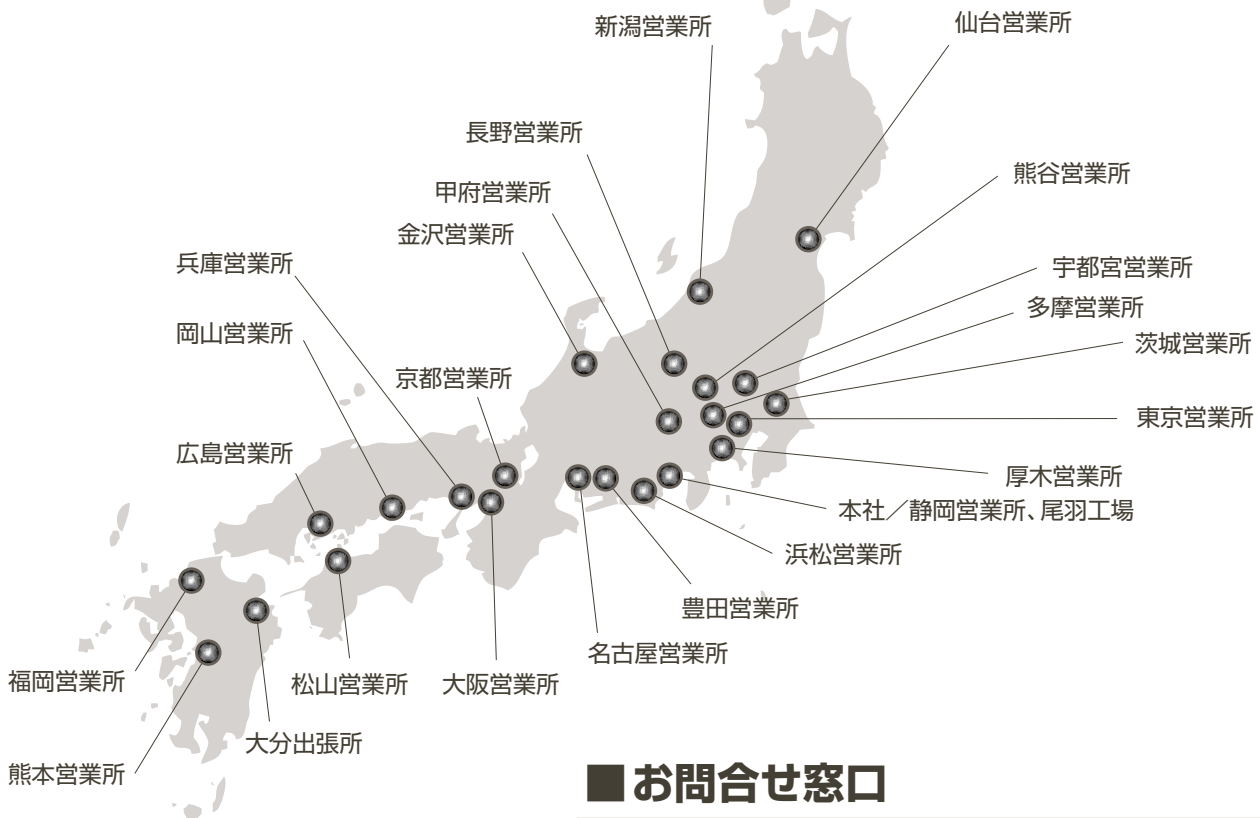 新潟営業所
仙台営業所
長野営業所
熊谷営業所
甲府営業所
金沢営業所
兵庫営業所
宇都宮営業所
多摩営業所
岡山営業所
茨城営業所
京都営業所
東京営業所
広島営業所
厚木営業所
本社／静岡営業所、尾羽工場
浜松営業所
豊田営業所
名古屋営業所
福岡営業所
松山営業所
大阪営業所
大分出張所
熊本営業所
■お問合せ窓口